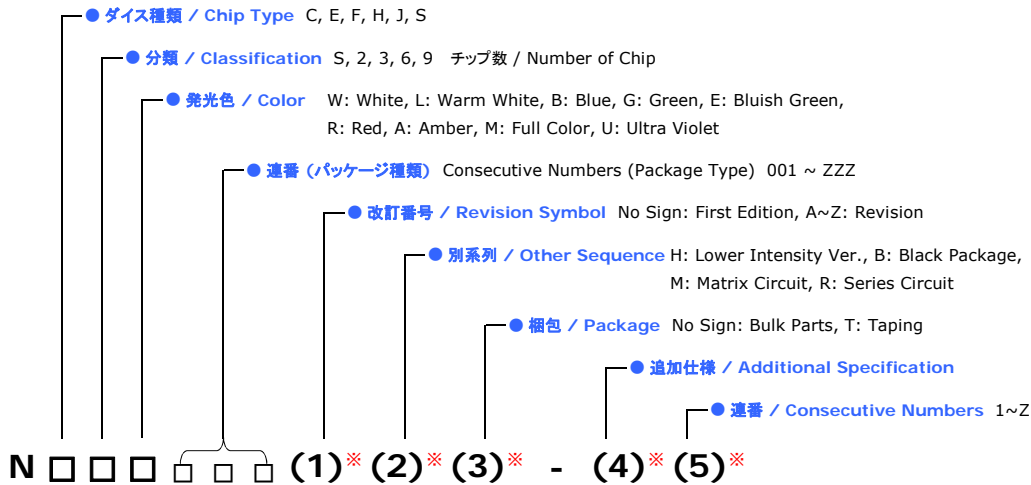 ● ダイス種類 / Chip Type C, E, F, H, J, S
● 分類 / Classification S, 2, 3, 6, 9 チップ数 / Number of Chip
● 発光色 / Color W: White, L: Warm White, B: Blue, G: Green, E: Bluish Green,
R: Red, A: Amber, M: Full Color, U: Ultra Violet
● 連番 (パッケージ種類) Consecutive Numbers (Package Type) 001 ~ ZZZ
● 改訂番号 / Revision Symbol No Sign: First Edition, A~Z: Revision
● 別系列 / Other Sequence H: Lower Intensity Ver., B: Black Package,
M: Matrix Circuit, R: Series Circuit
● 梱包 / Package No Sign: Bulk Parts, T: Taping
● 追加仕様 / Additional Specification
● 連番 / Consecutive Numbers 1~Z
N □ □ □ □ □ □ (1)※ (2)※ (3)※ - (4)※ (5)※